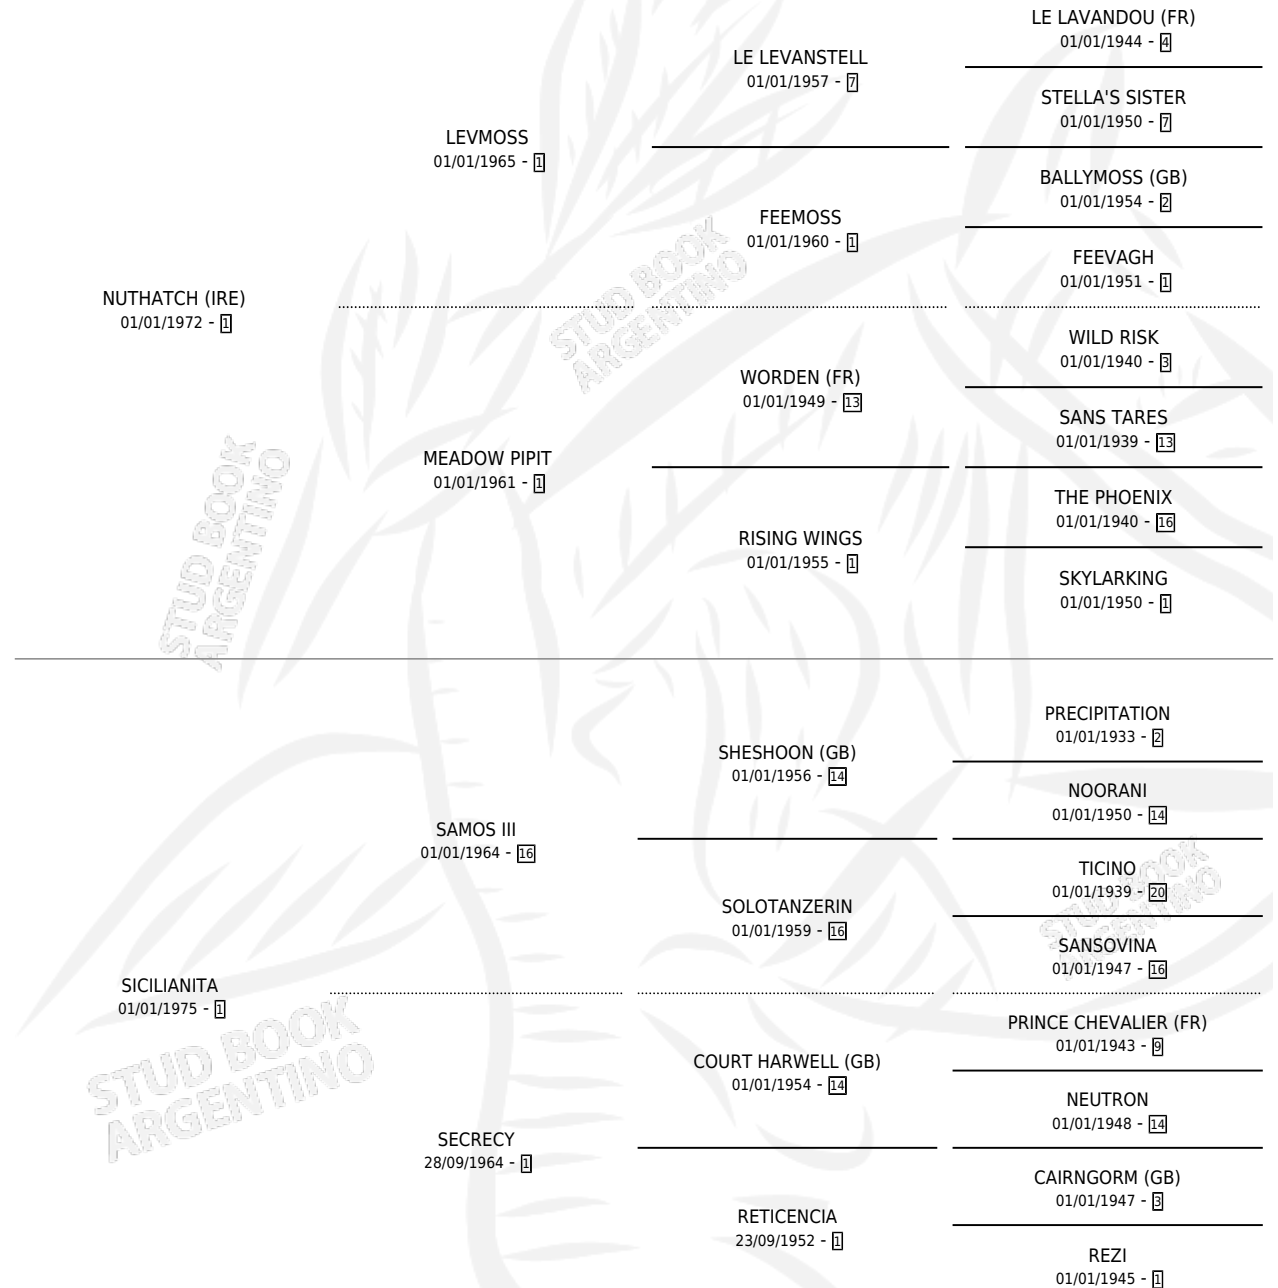 LE LAVANDOU (FR)
01/01/1944 - 4
LE LEVANSTELL
01/01/1957 - 7
STELLA'S SISTER
01/01/1950 - 7
LEVMOSS
01/01/1965 - 1
BALLYMOSS (GB)
01/01/1954 - 2
FEEMOSS
01/01/1960 - 1
FEEVAGH
01/01/1951 - 1
NUTHATCH (IRE)
01/01/1972 - 1
WILD RISK
01/01/1940 - 3
WORDEN (FR)
01/01/1949 - 13
SANS TARES
01/01/1939 - 13
MEADOW PIPIT
01/01/1961 - 1
THE PHOENIX
01/01/1940 - 16
RISING WINGS
01/01/1955 - 1
SKYLARKING
01/01/1950 - 1
PRECIPITATION
01/01/1933 - 2
SHESHOON (GB)
01/01/1956 - 14
NOORANI
01/01/1950 - 14
SAMOS III
01/01/1964 - 16
TICINO
01/01/1939 - 20
SOLOTANZERIN
01/01/1959 - 16
SANSOVINA
01/01/1947 - 16
SICILIANITA
01/01/1975 - 1
PRINCE CHEVALIER (FR)
01/01/1943 - 9
COURT HARWELL (GB)
01/01/1954 - 14
NEUTRON
01/01/1948 - 14
SECRECY
28/09/1964 - 1
CAIRNGORM (GB)
01/01/1947 - 3
RETICENCIA
23/09/1952 - 1
REZI
01/01/1945 - 1
STUD BOOK
ARGENTINO
STUD BOOK
ARGENTINO
STUD BOOK
ARGENTINO
STUD BOOK
ARGENTINO